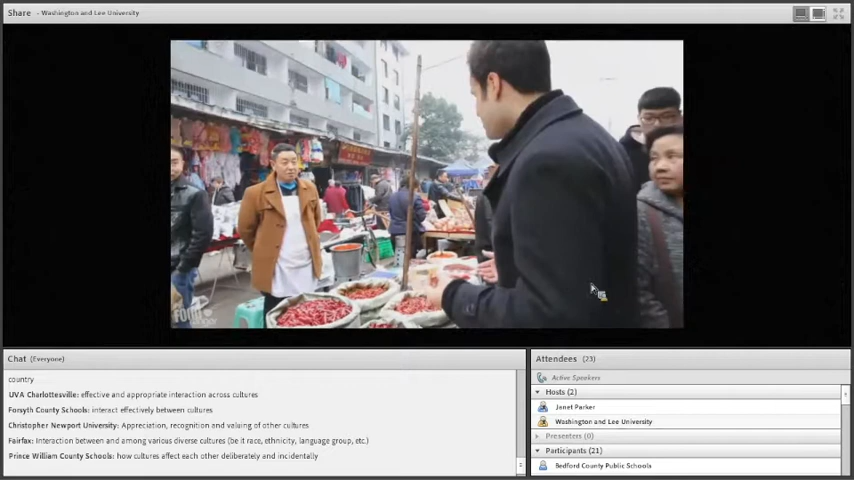 Share - Washington and Lee University
FOOD
Chat (Everyone)
country
UVA Charlottesville: effective and appropriate interaction across cultures
Forsyth County Schools: interact effectively between cultures
Christopher Newport University: Appreciation, recognition and valuing of other cultures
Fairfax: Interaction between and among various diverse cultures (be it race, ethnicity, language group, etc.)
Prince William County Schools: how cultures affect each other deliberately and incidentally
Attendees (23)
Active Speakers
Hosts (2)
Janet Parker
Washington and Lee University
Presenters (0)
Participants (21)
Bedford County Public Schools